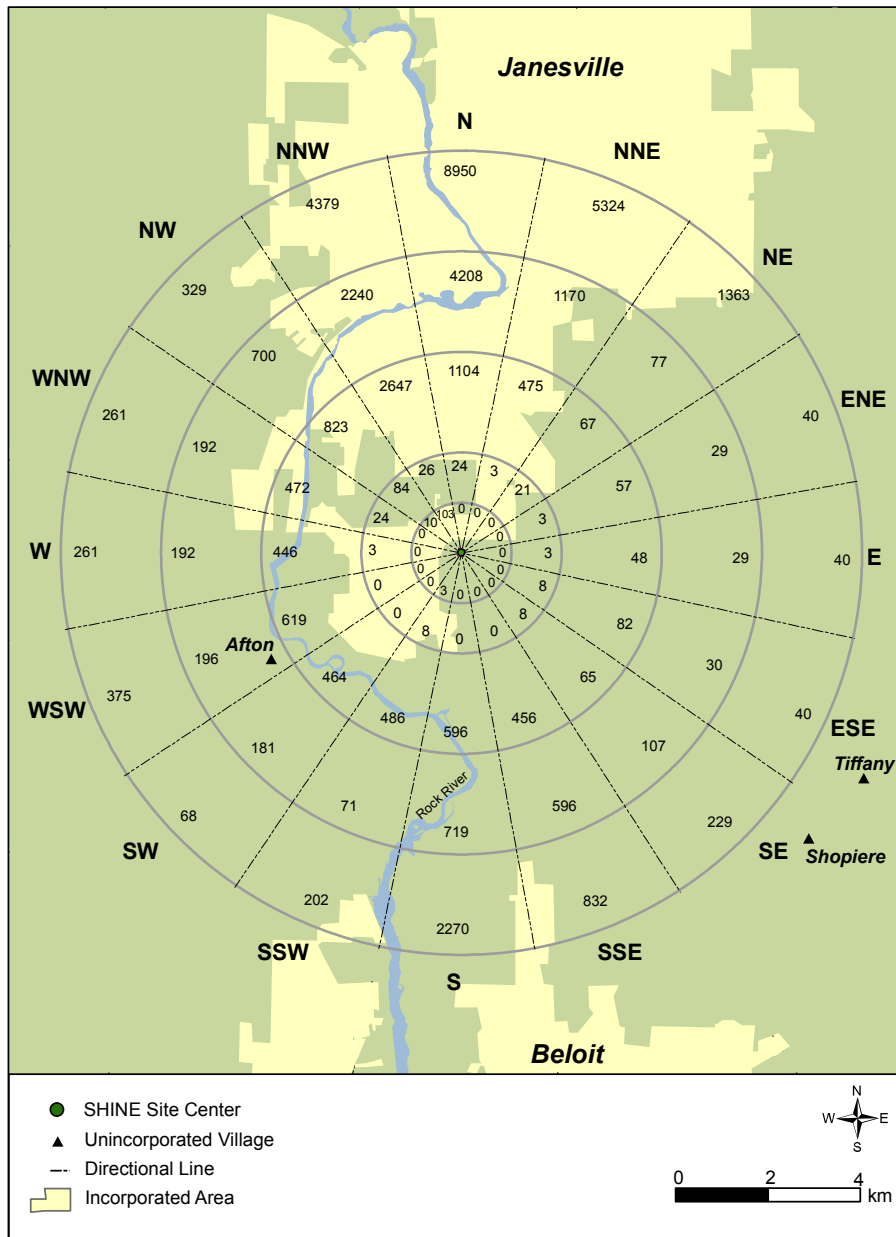 Janesville
N
NNW
NNE
8950
4379
5324
NW
NE
4208
329
2240
1170
1363
700
77
WNW
1104
ENE
2647
475
261
40
823
67
192
29
26
24
3
472
84
21
57
24
103
0
0
10
0
3
0
0
W
261
192
446
3
0
0
3
48
29
40
E
0
0
0
0
0
8
3
0
0
0
619
0
8
82
Afton
8
0
0
196
30
464
65
375
40
WSW
486
596
456
ESE
181
107
Tiffany
Rock River
71
596
68
719
229
SW
SE
Shopiere
202
832
2270
SSW
SSE
S
Beloit
SHINE Site Center
Unincorporated Village
Directional Line
Incorporated Area
N
W E
S
0 2 4
km